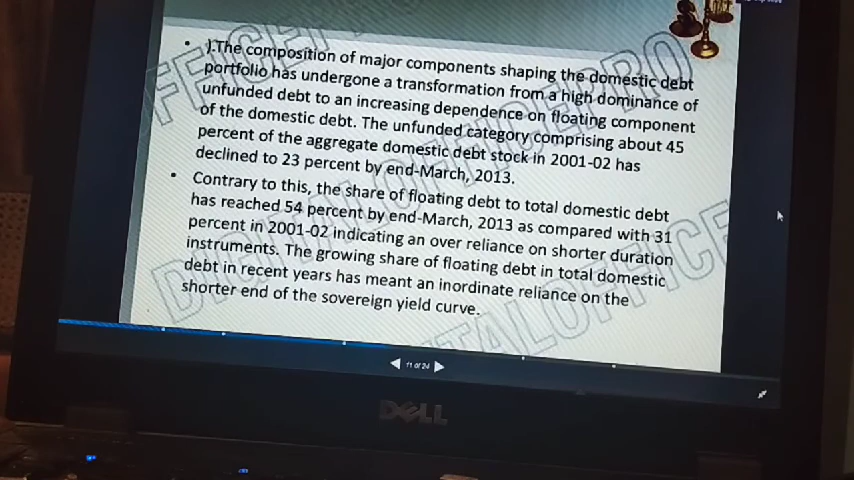 ).The composition of major components shaping the domestic debt
portfolio has undergone a transformation from a high dominance of
unfunded debt to an increasing dependence on floating component
of the domestic debt. The unfunded category comprising about 45
percent of the aggregate domestic debt stock in 2001-02 has
declined to 23 percent by end-March, 2013.
Contrary to this, the share of floating debt to total domestic debt
has reached 54 percent by end-March, 2013 as compared with 31
percent in 2001-02 indicating an over reliance on shorter duration
instruments. The growing share of floating debt in total domestic
debt in recent years has meant an inordinate reliance on the
shorter end of the sovereign yield curve.
DIGITALOFFICEPRO
11 of 24
DELL